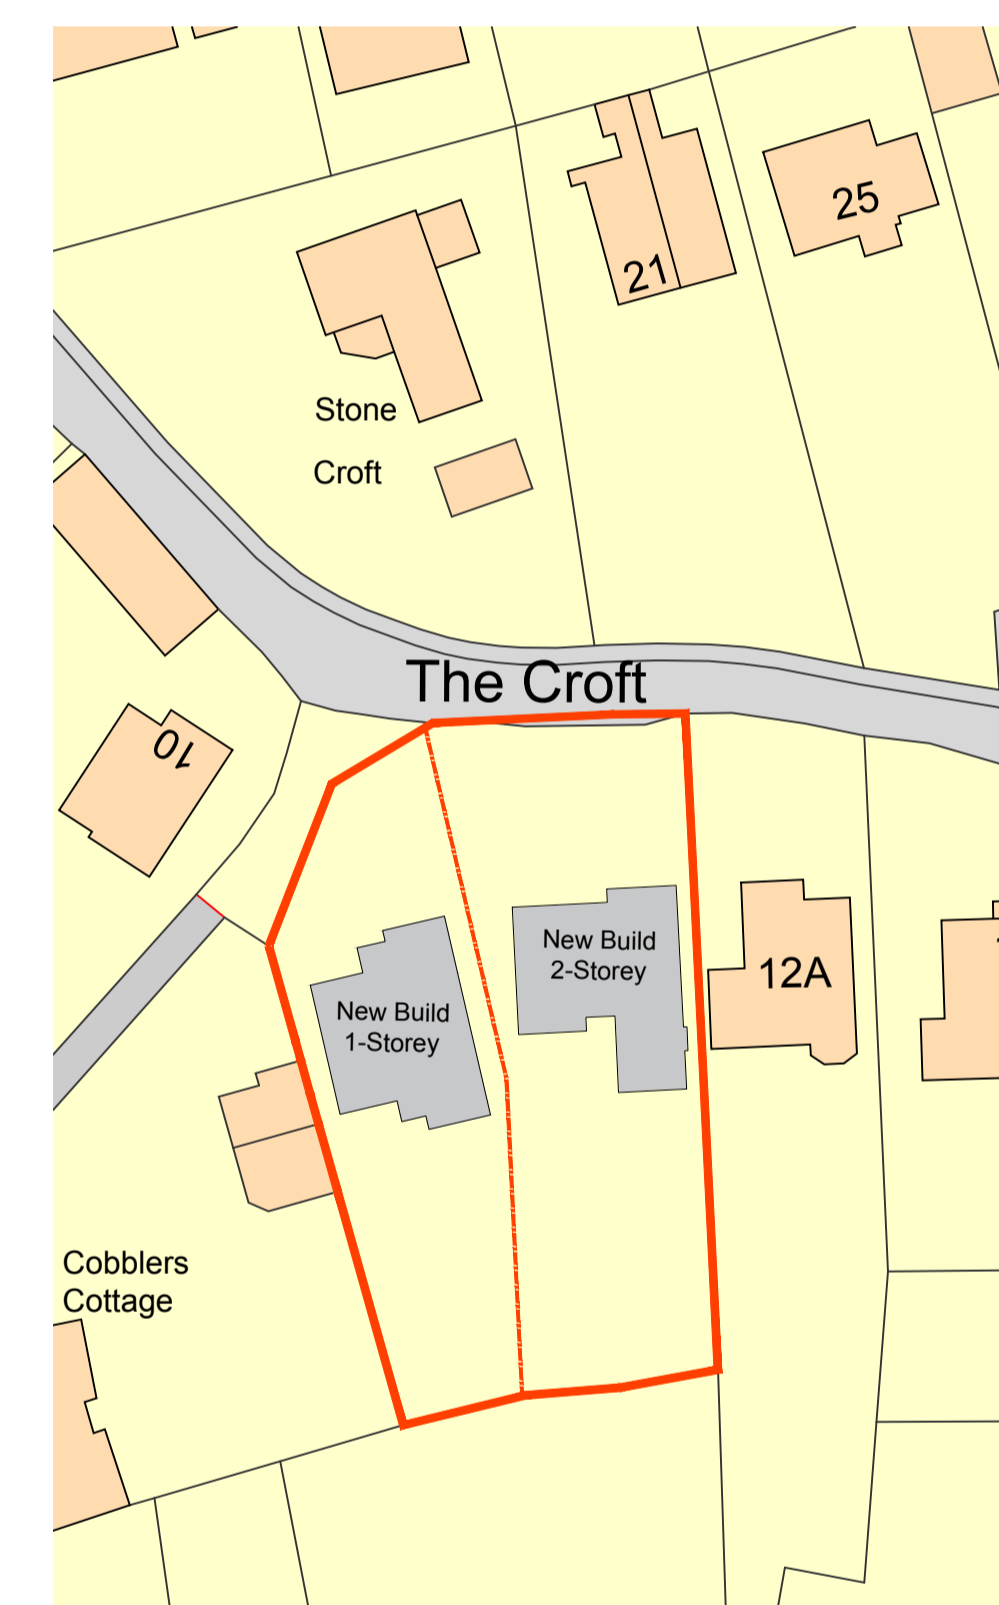 25
21
Stone
Croft
The Croft
10
New Build
2-Storey
12A
New Build
1-Storey
Cobblers
Cottage